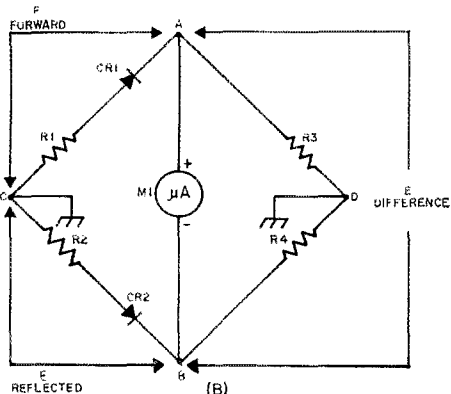 E
FORWARD
A
CR1
R1
R3
+
M1
µA
-
C
D
E
DIFFERENCE
R2
R4
CR2
B
E
REFLECTED
(B)